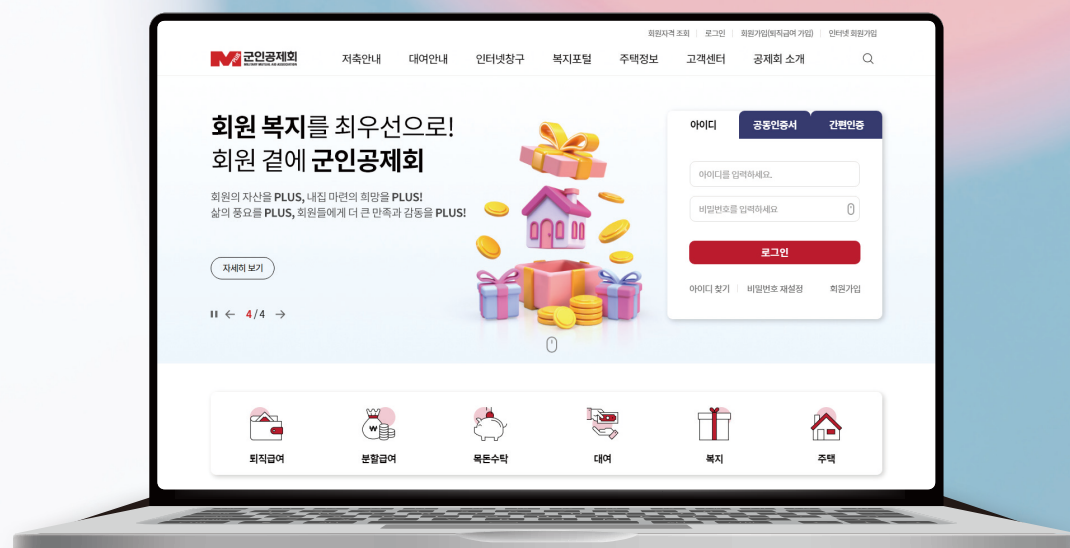 회원자격 조회 | 로그인 | 회원가입(퇴직급여 가입) | 인터넷 회원가입
M PLUS 군인공제회
MILITARY MUTUAL AID ASSOCIATION
저축안내 대여안내 인터넷창구 복지포털 주택정보 고객센터 공제회 소개
회원 복지를 최우선으로!
회원 곁에 군인공제회
회원의 자산을 PLUS, 내집 마련의 희망을 PLUS!
삶의 풍요를 PLUS, 회원들에게 더 큰 만족과 감동을 PLUS!
자세히 보기
4/4
아이디 공동인증서 간편인증
아이디를 입력하세요.
비밀번호를 입력하세요
로그인
아이디 찾기 | 비밀번호 재설정 회원가입
퇴직급여 분할급여 목돈수탁 대여 복지 주택